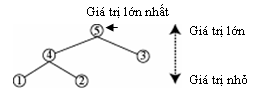 Giá trị lớn nhất
5
Giá trị lớn
4
3
1
2
Giá trị nhỏ